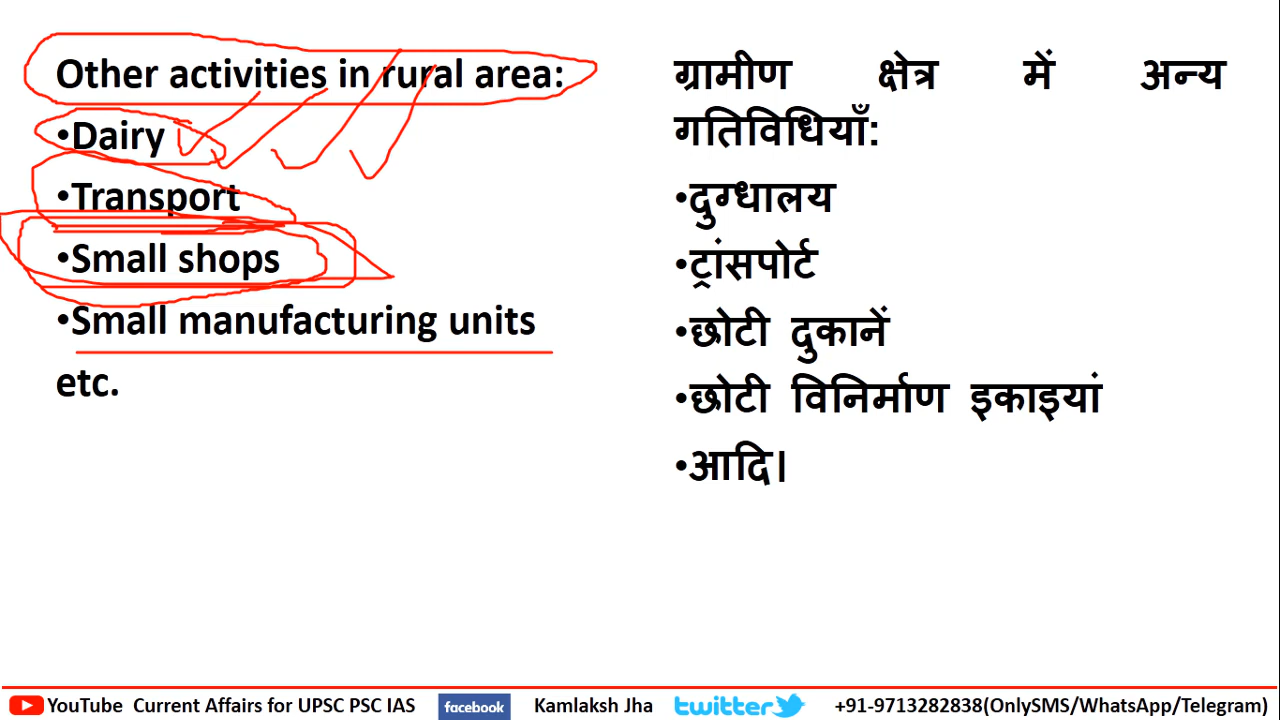 Other activities in rural area:
•Dairy
•Transport
•Small shops
•Small manufacturing units
etc.
ग्रामीण क्षेत्र में अन्य
गतिविधियाँ:
•दुग्धालय
•ट्रांसपोर्ट
•छोटी दुकानें
•छोटी विनिर्माण इकाइयां
•आदि।
YouTube Current Affairs for UPSC PSC IAS facebook Kamlaksh Jha twitter +91-9713282838(OnlySMS/WhatsApp/Telegram)